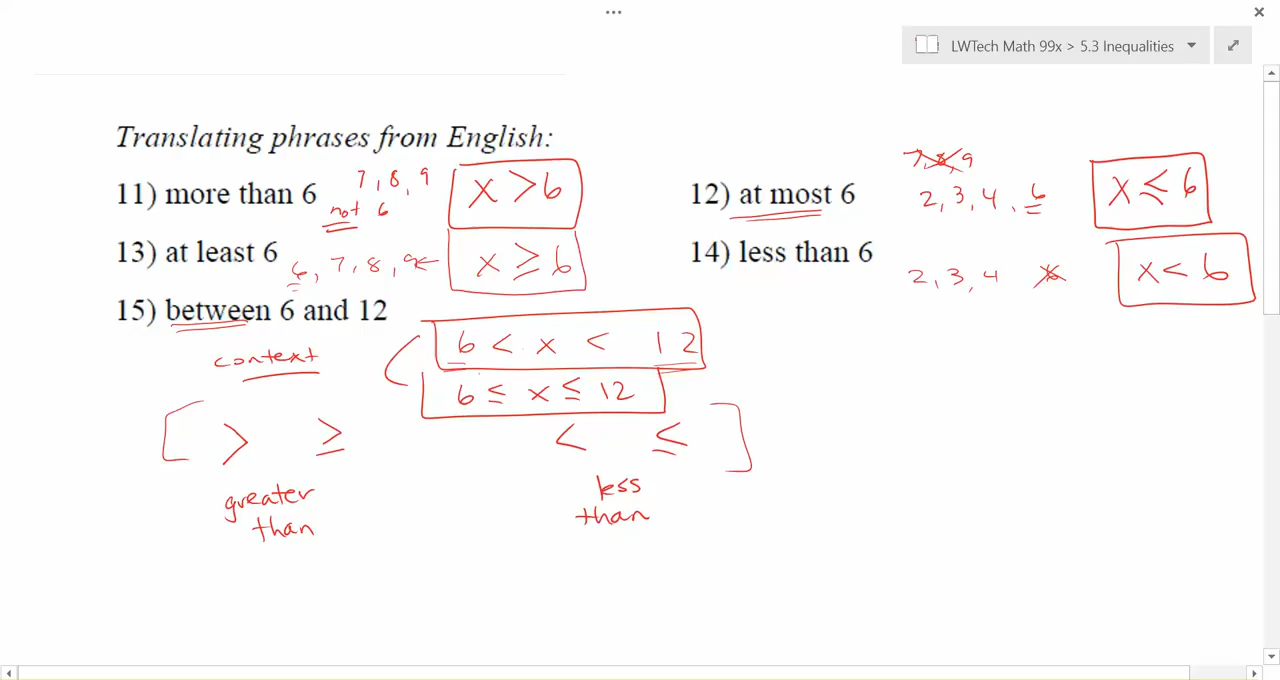 LWTech Math 99x > 5.3 Inequalities
Translating phrases from English:
11) more than 6
7, 8, 9
not 6
x > 6
12) at most 6
7, 8, 9
2, 3, 4, 6
x ≤ 6
13) at least 6
6, 7, 8, 9
x ≥ 6
14) less than 6
2, 3, 4
x < 6
15) between 6 and 12
context
6 < x < 12
6 ≤ x ≤ 12
> ≥ < ≤
greater than
less than